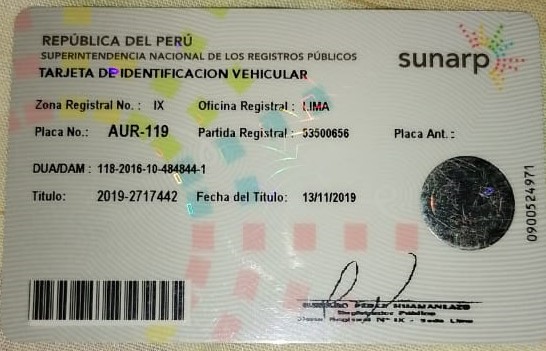 REPÚBLICA DEL PERÚ
SUPERINTENDENCIA NACIONAL DE LOS REGISTROS PÚBLICOS
TARJETA DE IDENTIFICACION VEHICULAR
sunarp
Zona Registral No. : IX Oficina Registral : LIMA
Placa No.: AUR-119 Partida Registral : 53500656 Placa Ant. :
DUA/DAM : 118-2016-10-484844-1
Título: 2019-2717442 Fecha del Título: 13/11/2019
0900524971
PEREZ HUAMANLAZO
Registrador Público
Zona Registral N° IX - Sede Lima